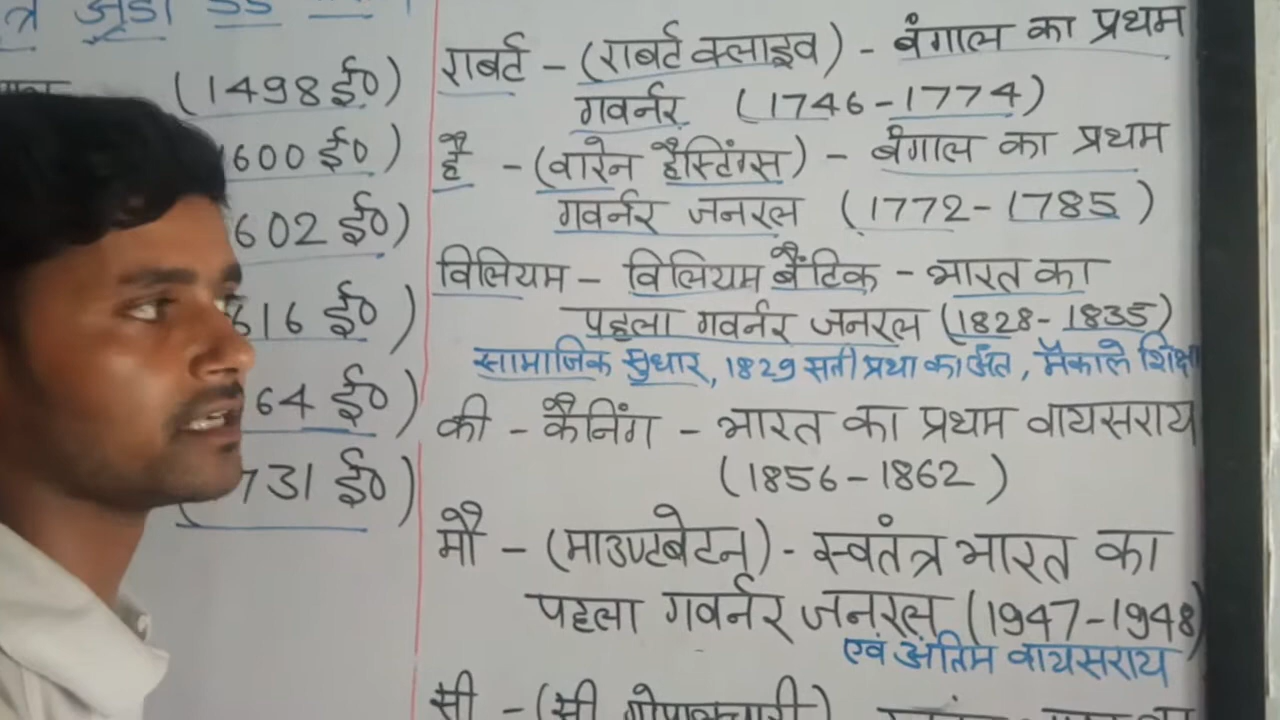 (1498 ई०)
600 ई०)
602 ई०)
616 ई०)
64 ई०)
731 ई०)
राबर्ट - (राबर्ट क्लाइव) - बंगाल का प्रथम
गवर्नर (1746-1774)
है - (वारेन हैस्टिंग्स) - बंगाल का प्रथम
गवर्नर जनरल (1772-1785)
विलियम - विलियम बैंटिक - भारत का
पहला गवर्नर जनरल (1828-1835)
सामाजिक सुधार, 1829 सती प्रथा का अंत, मैकाले शिक्षा
की - कैनिंग - भारत का प्रथम वायसराय
(1856-1862)
मौ - (माउण्टबेटन) - स्वतंत्र भारत का
पहला गवर्नर जनरल (1947-1948)
एवं अंतिम वायसराय
सी - (सी